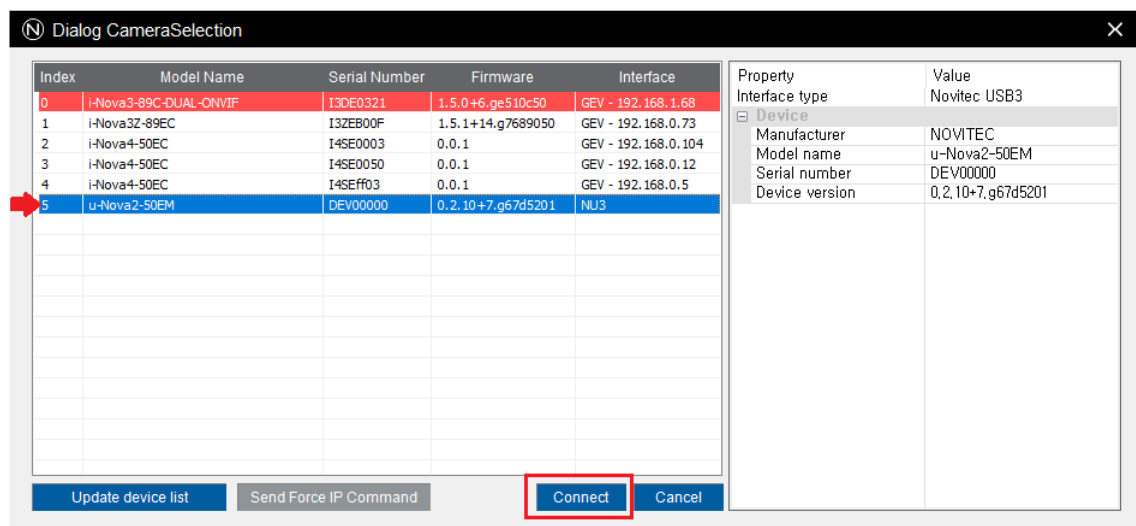 Dialog CameraSelection
Index Model Name Serial Number Firmware Interface
0 i-Nova3-89C-DUAL-ONVIF I3DE0321 1.5.0+6.ge510c50 GEV - 192.168.1.68
1 i-Nova3Z-89EC I3ZEB00F 1.5.1+14.g7689050 GEV - 192.168.0.73
2 i-Nova4-50EC I4SE0003 0.0.1 GEV - 192.168.0.104
3 i-Nova4-50EC I4SE0050 0.0.1 GEV - 192.168.0.12
4 i-Nova4-50EC I4SEff03 0.0.1 GEV - 192.168.0.5
5 u-Nova2-50EM DEV00000 0.2.10+7.g67d5201 NU3
Property Value
Interface type Novitec USB3
Device
Manufacturer NOVITEC
Model name u-Nova2-50EM
Serial number DEV00000
Device version 0.2.10+7.g67d5201
Update device list Send Force IP Command Connect Cancel